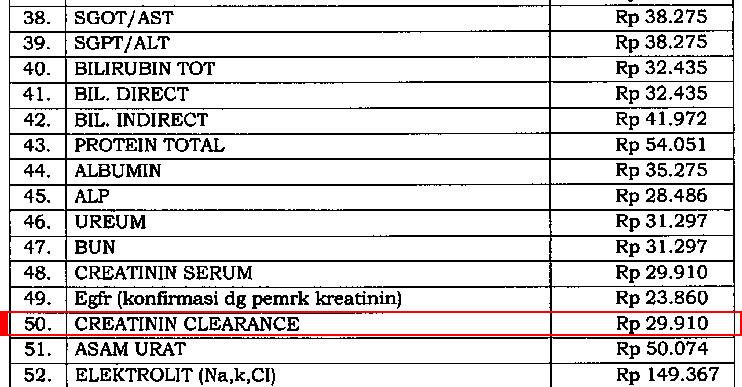 38. SGOT/AST Rp 38.275
39. SGPT/ALT Rp 38.275
40. BILIRUBIN TOT Rp 32.435
41. BIL. DIRECT Rp 32.435
42. BIL. INDIRECT Rp 41.972
43. PROTEIN TOTAL Rp 54.051
44. ALBUMIN Rp 35.275
45. ALP Rp 28.486
46. UREUM Rp 31.297
47. BUN Rp 31.297
48. CREATININ SERUM Rp 29.910
49. Egfr (konfirmasi dg pemrk kreatinin) Rp 23.860
50. CREATININ CLEARANCE Rp 29.910
51. ASAM URAT Rp 50.074
52. ELEKTROLIT (Na,k,Cl) Rp 149.367